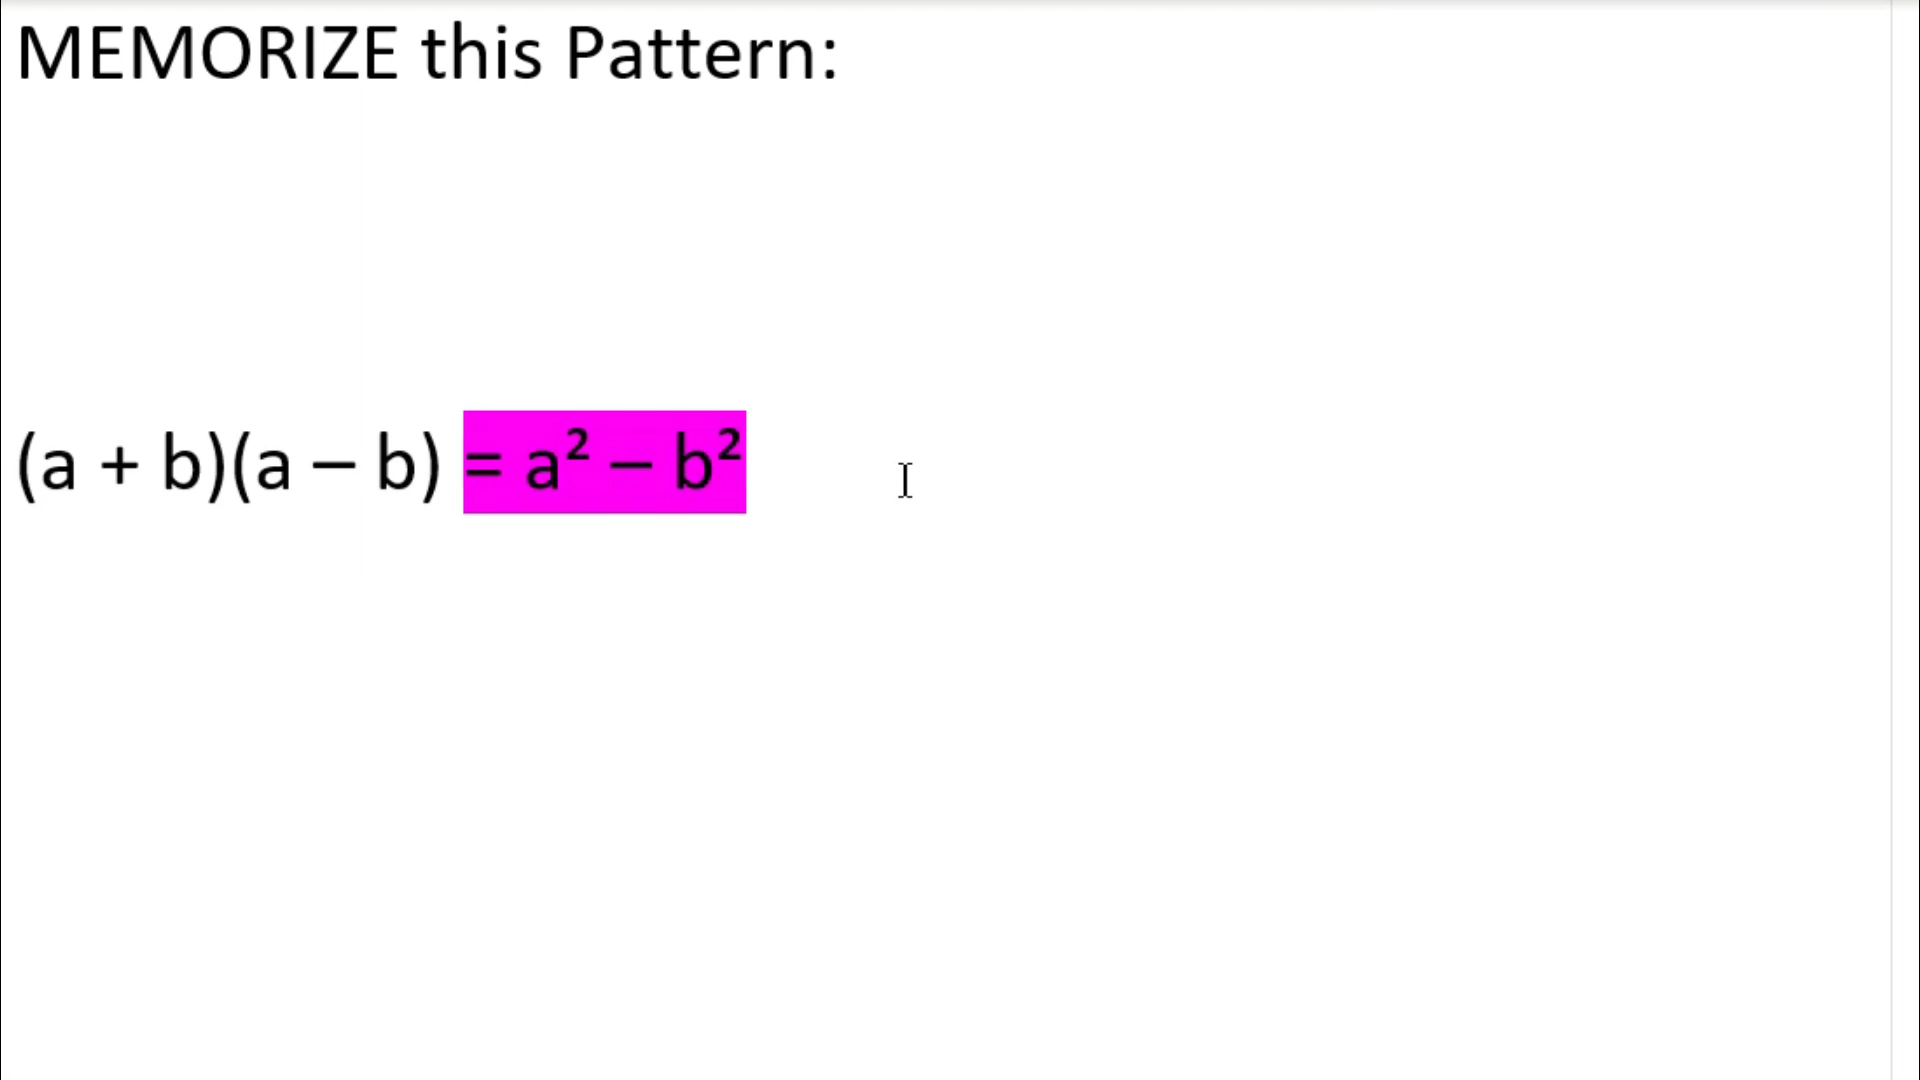 MEMORIZE this Pattern:
(a + b)(a – b) = a² – b²